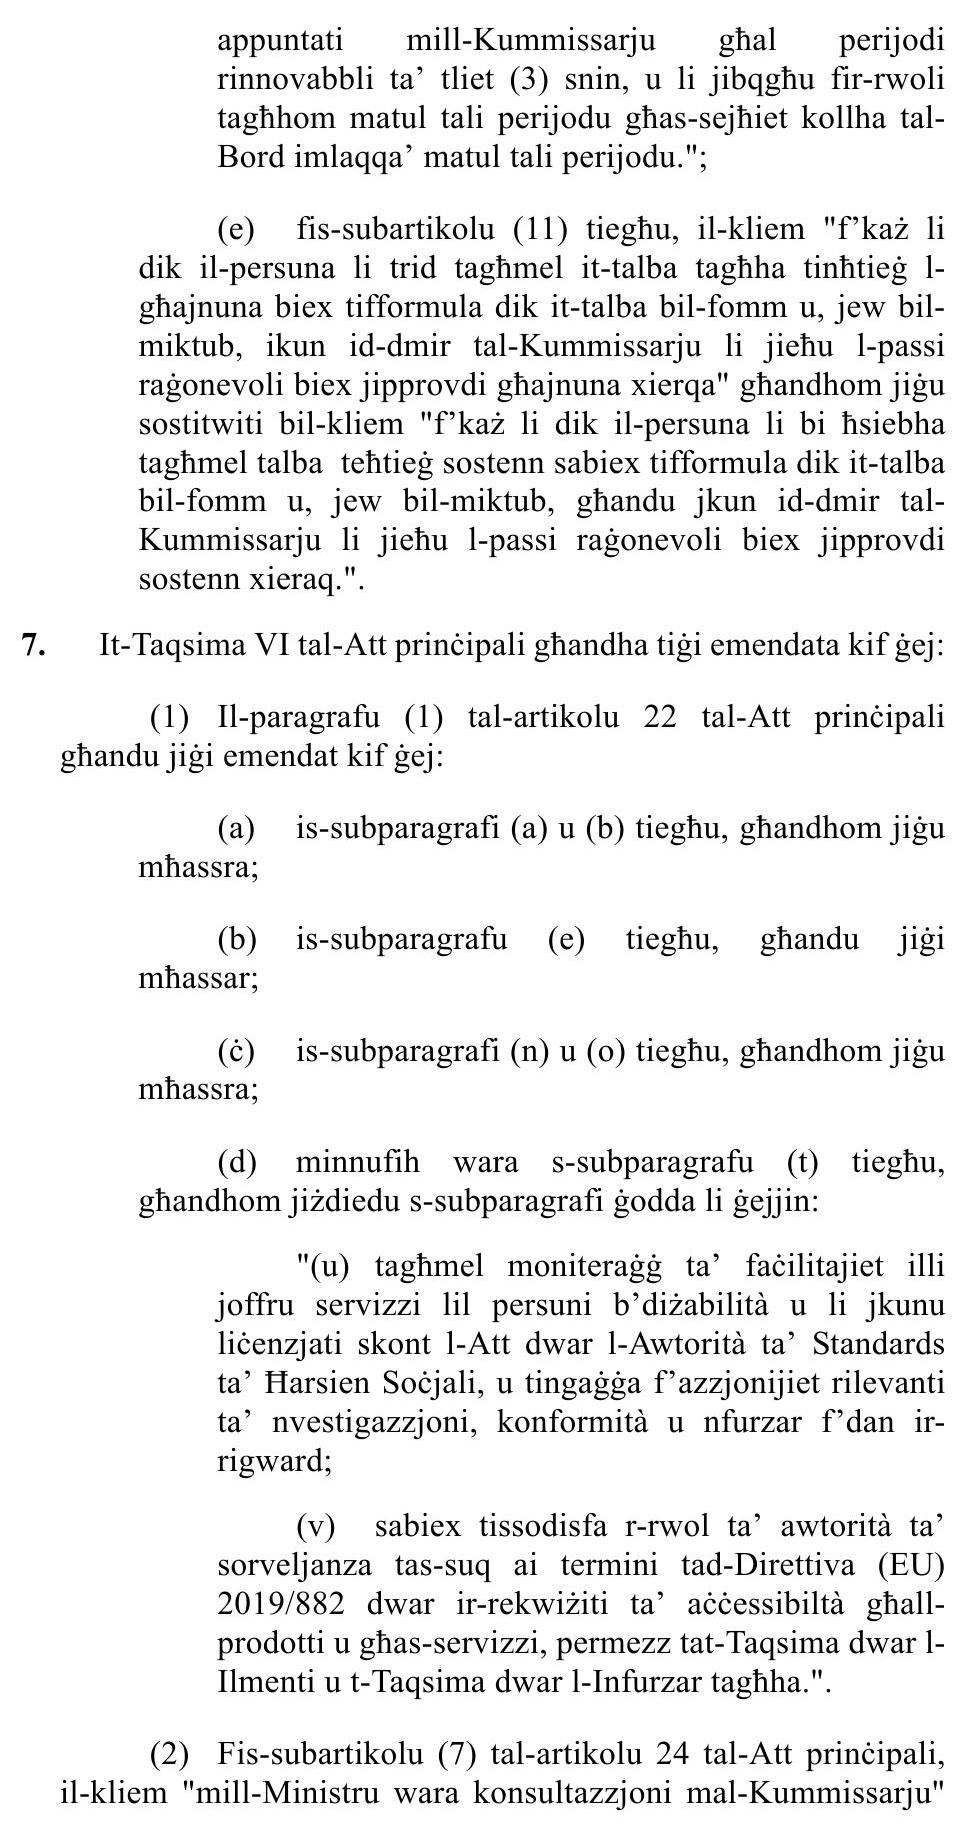 appuntati mill-Kummissarju għal perijodi
rinnovabbli ta’ tliet (3) snin, u li jibqgħu fir-rwoli
tagħhom matul tali perijodu għas-sejħiet kollha tal-
Bord imlaqqa’ matul tali perijodu.";
(e) fis-subartikolu (11) tiegħu, il-kliem "f’każ li
dik il-persuna li trid tagħmel it-talba tagħha tinħtieġ l-
għajnuna biex tifformula dik it-talba bil-fomm u, jew bil-
miktub, ikun id-dmir tal-Kummissarju li jieħu l-passi
raġonevoli biex jipprovdi għajnuna xierqa" għandhom jiġu
sostitwiti bil-kliem "f’każ li dik il-persuna li bi ħsiebha
tagħmel talba teħtieġ sostenn sabiex tifformula dik it-talba
bil-fomm u, jew bil-miktub, għandu jkun id-dmir tal-
Kummissarju li jieħu l-passi raġonevoli biex jipprovdi
sostenn xieraq.".
7. It-Taqsima VI tal-Att prinċipali għandha tiġi emendata kif ġej:
(1) Il-paragrafu (1) tal-artikolu 22 tal-Att prinċipali
għandu jiġi emendat kif ġej:
(a) is-subparagrafi (a) u (b) tiegħu, għandhom jiġu
mħassra;
(b) is-subparagrafu (e) tiegħu, għandu jiġi
mħassar;
(ċ) is-subparagrafi (n) u (o) tiegħu, għandhom jiġu
mħassra;
(d) minnufih wara s-subparagrafu (t) tiegħu,
għandhom jiżdiedu s-subparagrafi ġodda li ġejjin:
"(u) tagħmel moniteraġġ ta’ faċilitajiet illi
joffru servizzi lil persuni b’diżabilità u li jkunu
liċenzjati skont l-Att dwar l-Awtorità ta’ Standards
ta’ Ħarsien Soċjali, u tingaġġa f’azzjonijiet rilevanti
ta’ nvestigazzjoni, konformità u nfurzar f’dan ir-
rigward;
(v) sabiex tissodisfa r-rwol ta’ awtorità ta’
sorveljanza tas-suq ai termini tad-Direttiva (EU)
2019/882 dwar ir-rekwiżiti ta’ aċċessibiltà għall-
prodotti u għas-servizzi, permezz tat-Taqsima dwar l-
Ilmenti u t-Taqsima dwar l-Infurzar tagħha.".
(2) Fis-subartikolu (7) tal-artikolu 24 tal-Att prinċipali,
il-kliem "mill-Ministru wara konsultazzjoni mal-Kummissarju"